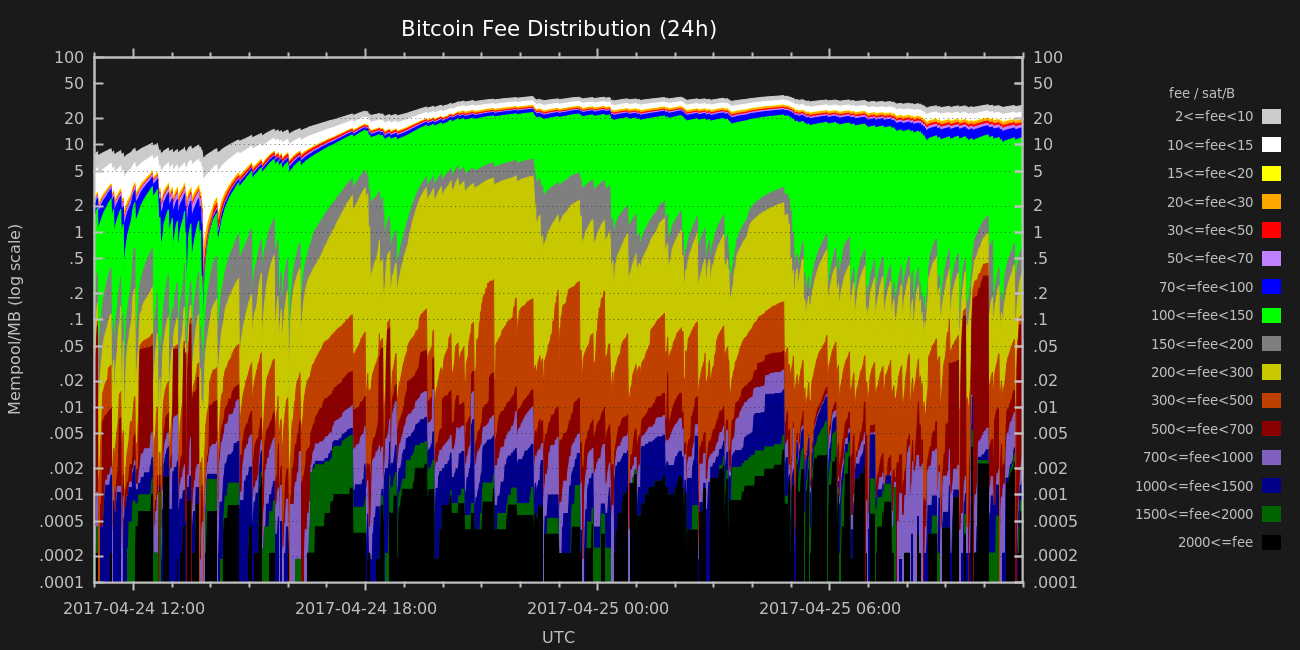 Bitcoin Fee Distribution (24h)
Mempool/MB (log scale)
100
50
20
10
5
2
1
.5
.2
.1
.05
.02
.01
.005
.002
.001
.0005
.0002
.0001
100
50
20
10
5
2
1
.5
.2
.1
.05
.02
.01
.005
.002
.001
.0005
.0002
.0001
2017-04-24 12:00
2017-04-24 18:00
2017-04-25 00:00
2017-04-25 06:00
UTC
fee / sat/B
2<=fee<10
10<=fee<15
15<=fee<20
20<=fee<30
30<=fee<50
50<=fee<70
70<=fee<100
100<=fee<150
150<=fee<200
200<=fee<300
300<=fee<500
500<=fee<700
700<=fee<1000
1000<=fee<1500
1500<=fee<2000
2000<=fee